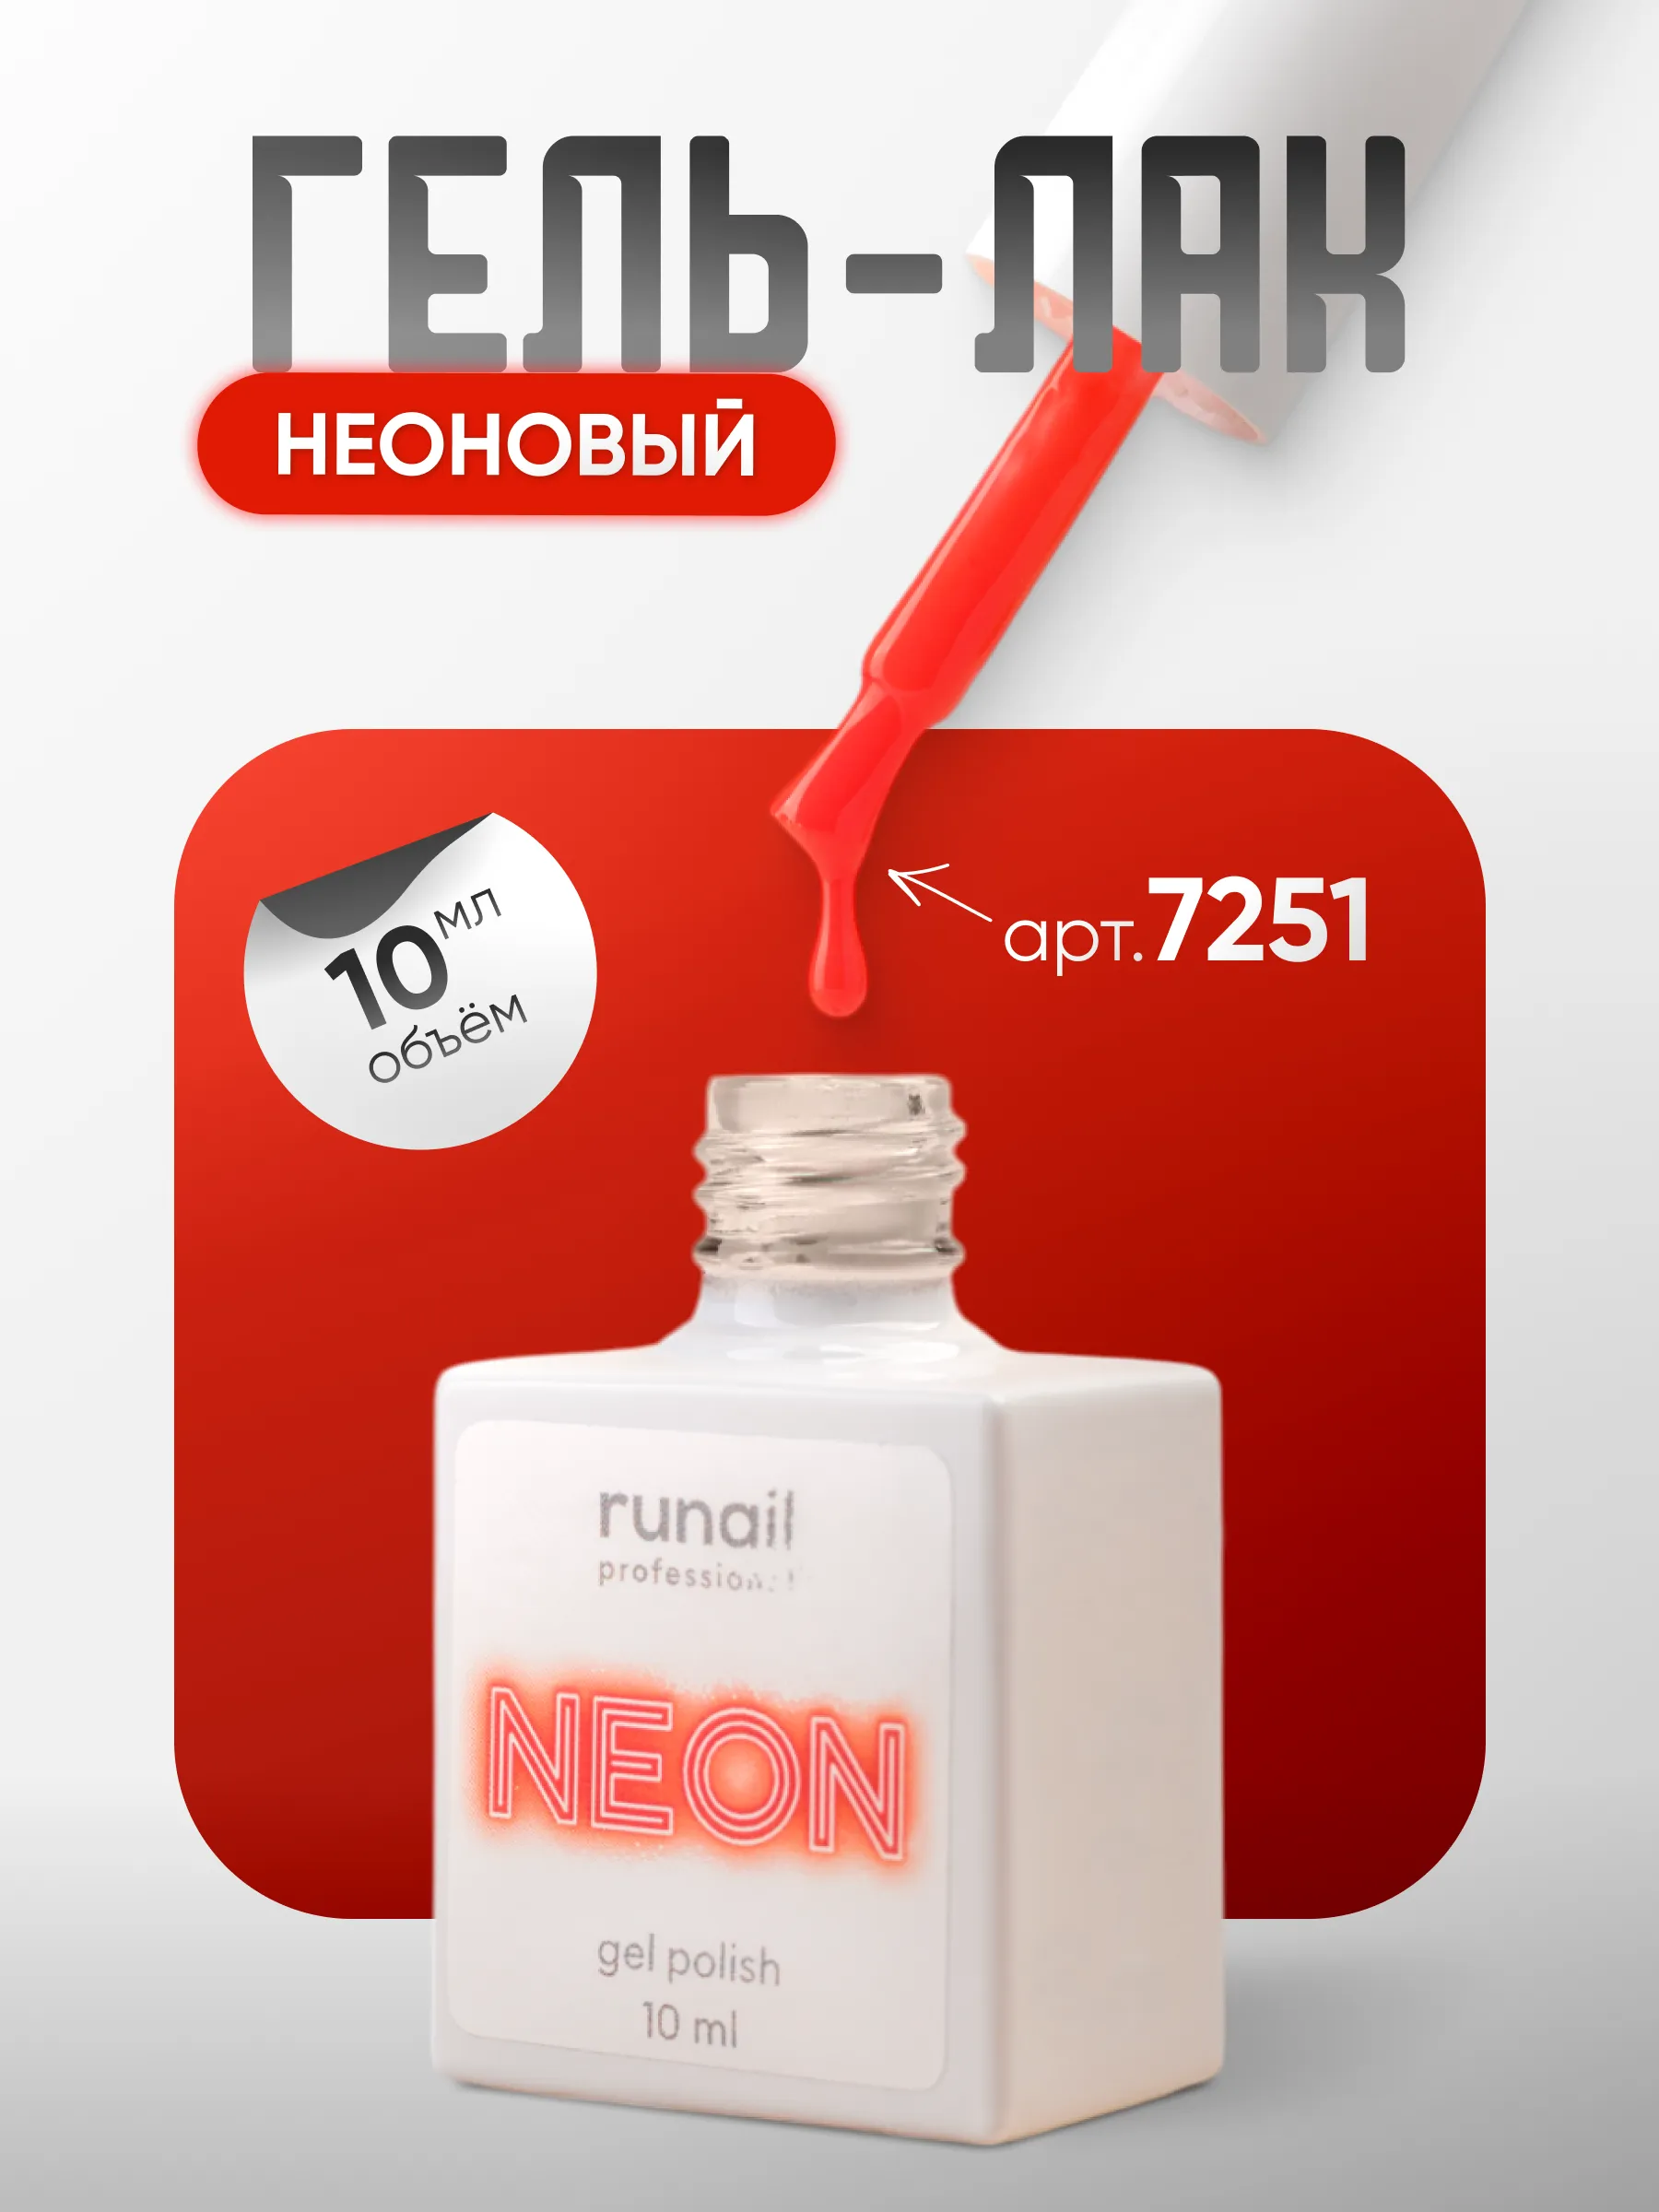 ГЕЛЬ-ЛАК
НЕОНОВЫЙ
10 мл
объём
арт.7251
runail
NEON
gel polish
10 ml